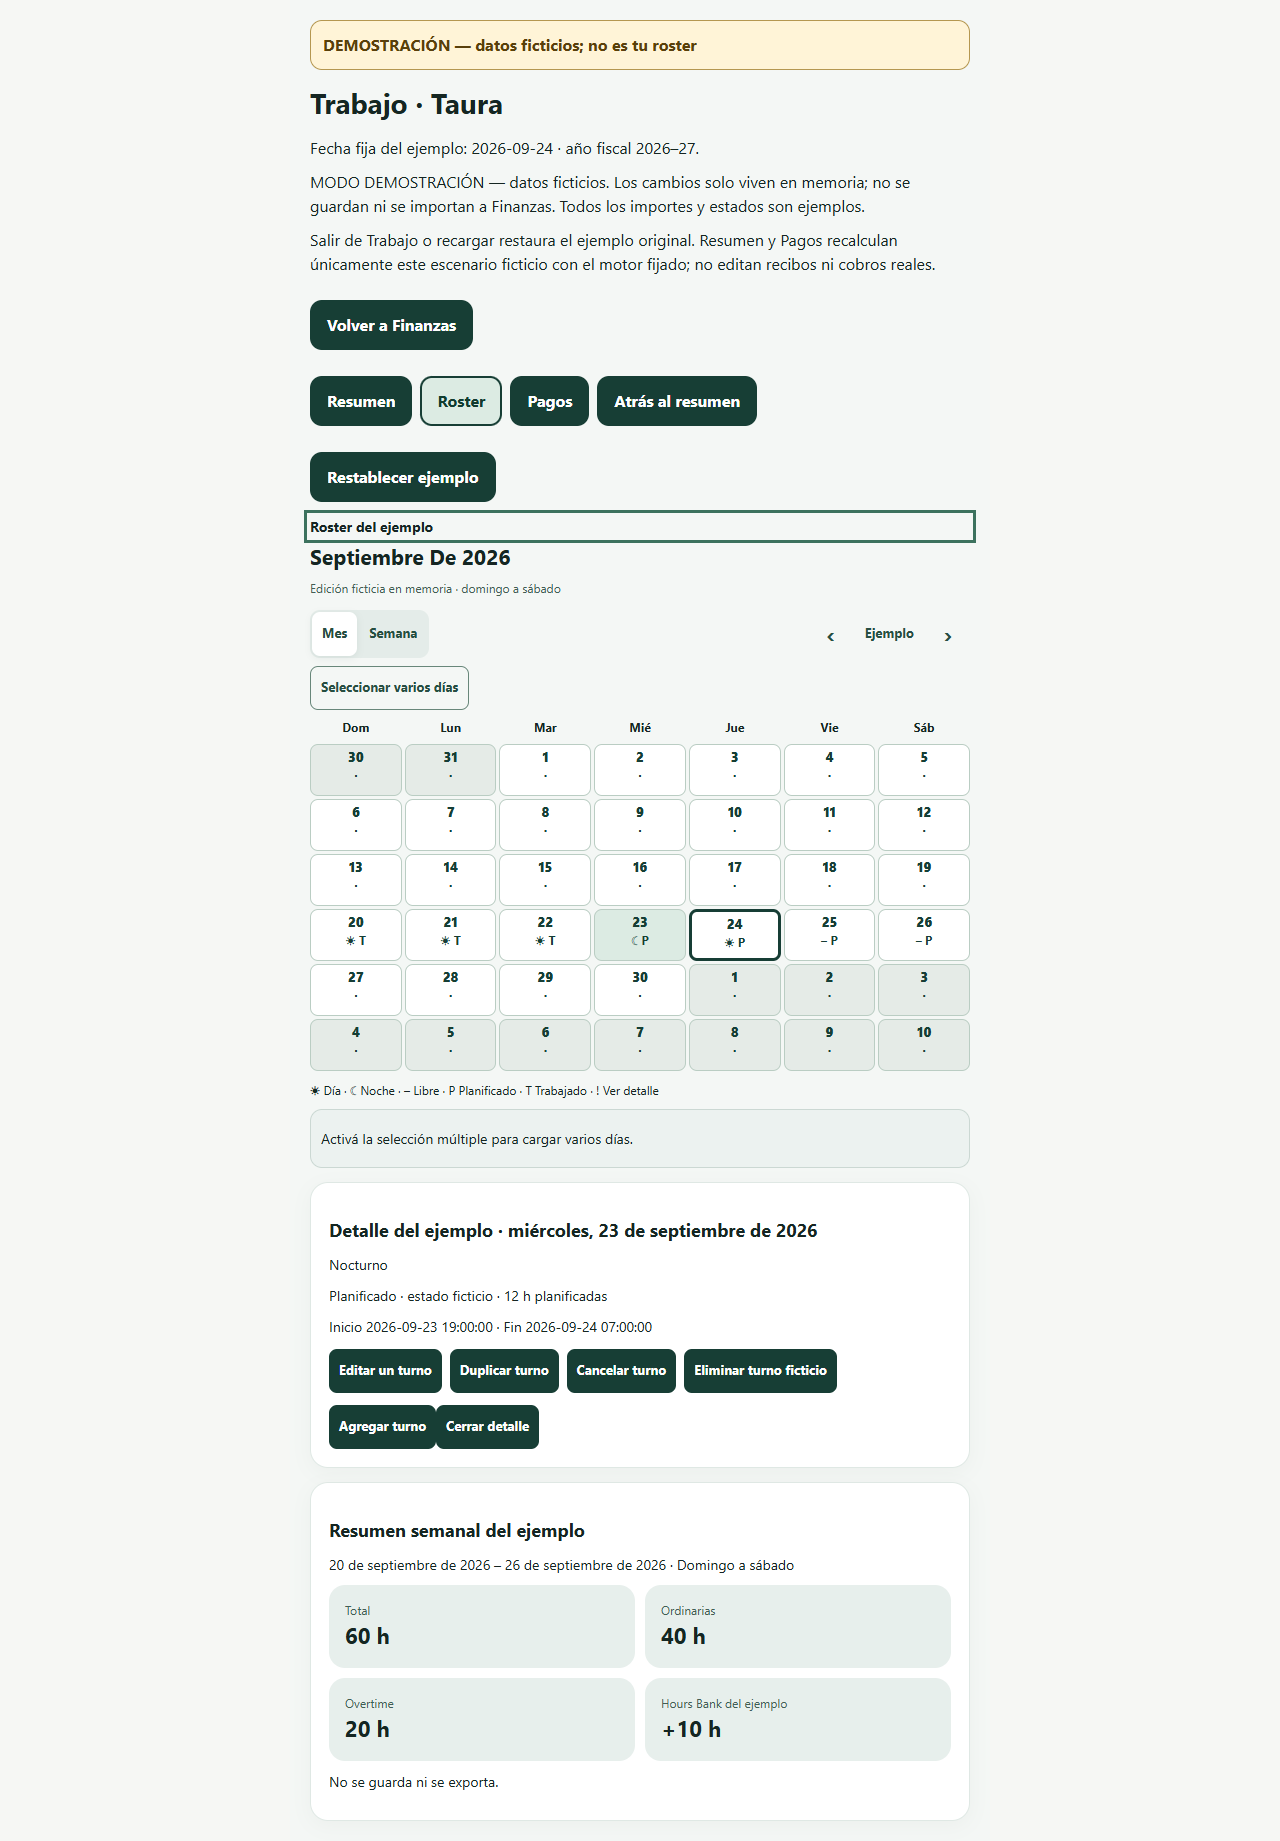 DEMOSTRACIÓN — datos ficticios; no es tu roster
Trabajo · Taura
Fecha fija del ejemplo: 2026-09-24 · año fiscal 2026–27.
MODO DEMOSTRACIÓN — datos ficticios. Los cambios solo viven en memoria; no se
guardan ni se importan a Finanzas. Todos los importes y estados son ejemplos.
Salir de Trabajo o recargar restaura el ejemplo original. Resumen y Pagos recalculan
únicamente este escenario ficticio con el motor fijado; no editan recibos ni cobros reales.
Volver a Finanzas
Resumen Roster Pagos Atrás al resumen
Restablecer ejemplo
Roster del ejemplo
Septiembre De 2026
Edición ficticia en memoria · domingo a sábado
Mes Semana ‹ Ejemplo ›
Seleccionar varios días
Dom Lun Mar Mié Jue Vie Sáb
30 31 1 2 3 4 5
· · · · · · ·
6 7 8 9 10 11 12
· · · · · · ·
13 14 15 16 17 18 19
· · · · · · ·
20 21 22 23 24 25 26
☀ T ☀ T ☀ T ☾ P ☀ P – P – P
27 28 29 30 1 2 3
· · · · · · ·
4 5 6 7 8 9 10
· · · · · · ·
☀ Día · ☾ Noche · – Libre · P Planificado · T Trabajado · ! Ver detalle
Activá la selección múltiple para cargar varios días.
Detalle del ejemplo · miércoles, 23 de septiembre de 2026
Nocturno
Planificado · estado ficticio · 12 h planificadas
Inicio 2026-09-23 19:00:00 · Fin 2026-09-24 07:00:00
Editar un turno Duplicar turno Cancelar turno Eliminar turno ficticio
Agregar turno Cerrar detalle
Resumen semanal del ejemplo
20 de septiembre de 2026 – 26 de septiembre de 2026 · Domingo a sábado
Total Ordinarias
60 h 40 h
Overtime Hours Bank del ejemplo
20 h +10 h
No se guarda ni se exporta.